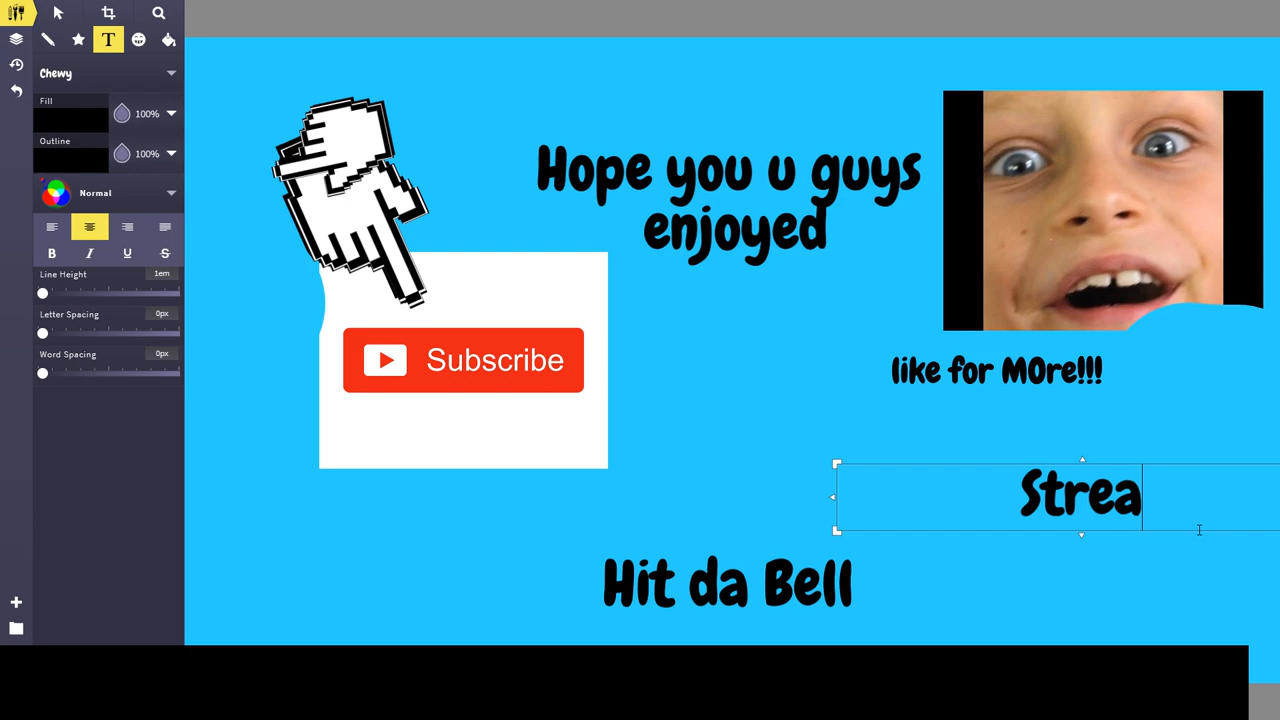 T
Chewy
Fill
100%
Outline
100%
Normal
B I U S
Line Height 1em
Letter Spacing 0px
Word Spacing 0px
Hope you u guys
enjoyed
Subscribe
like for MOre!!!
Strea
Hit da Bell